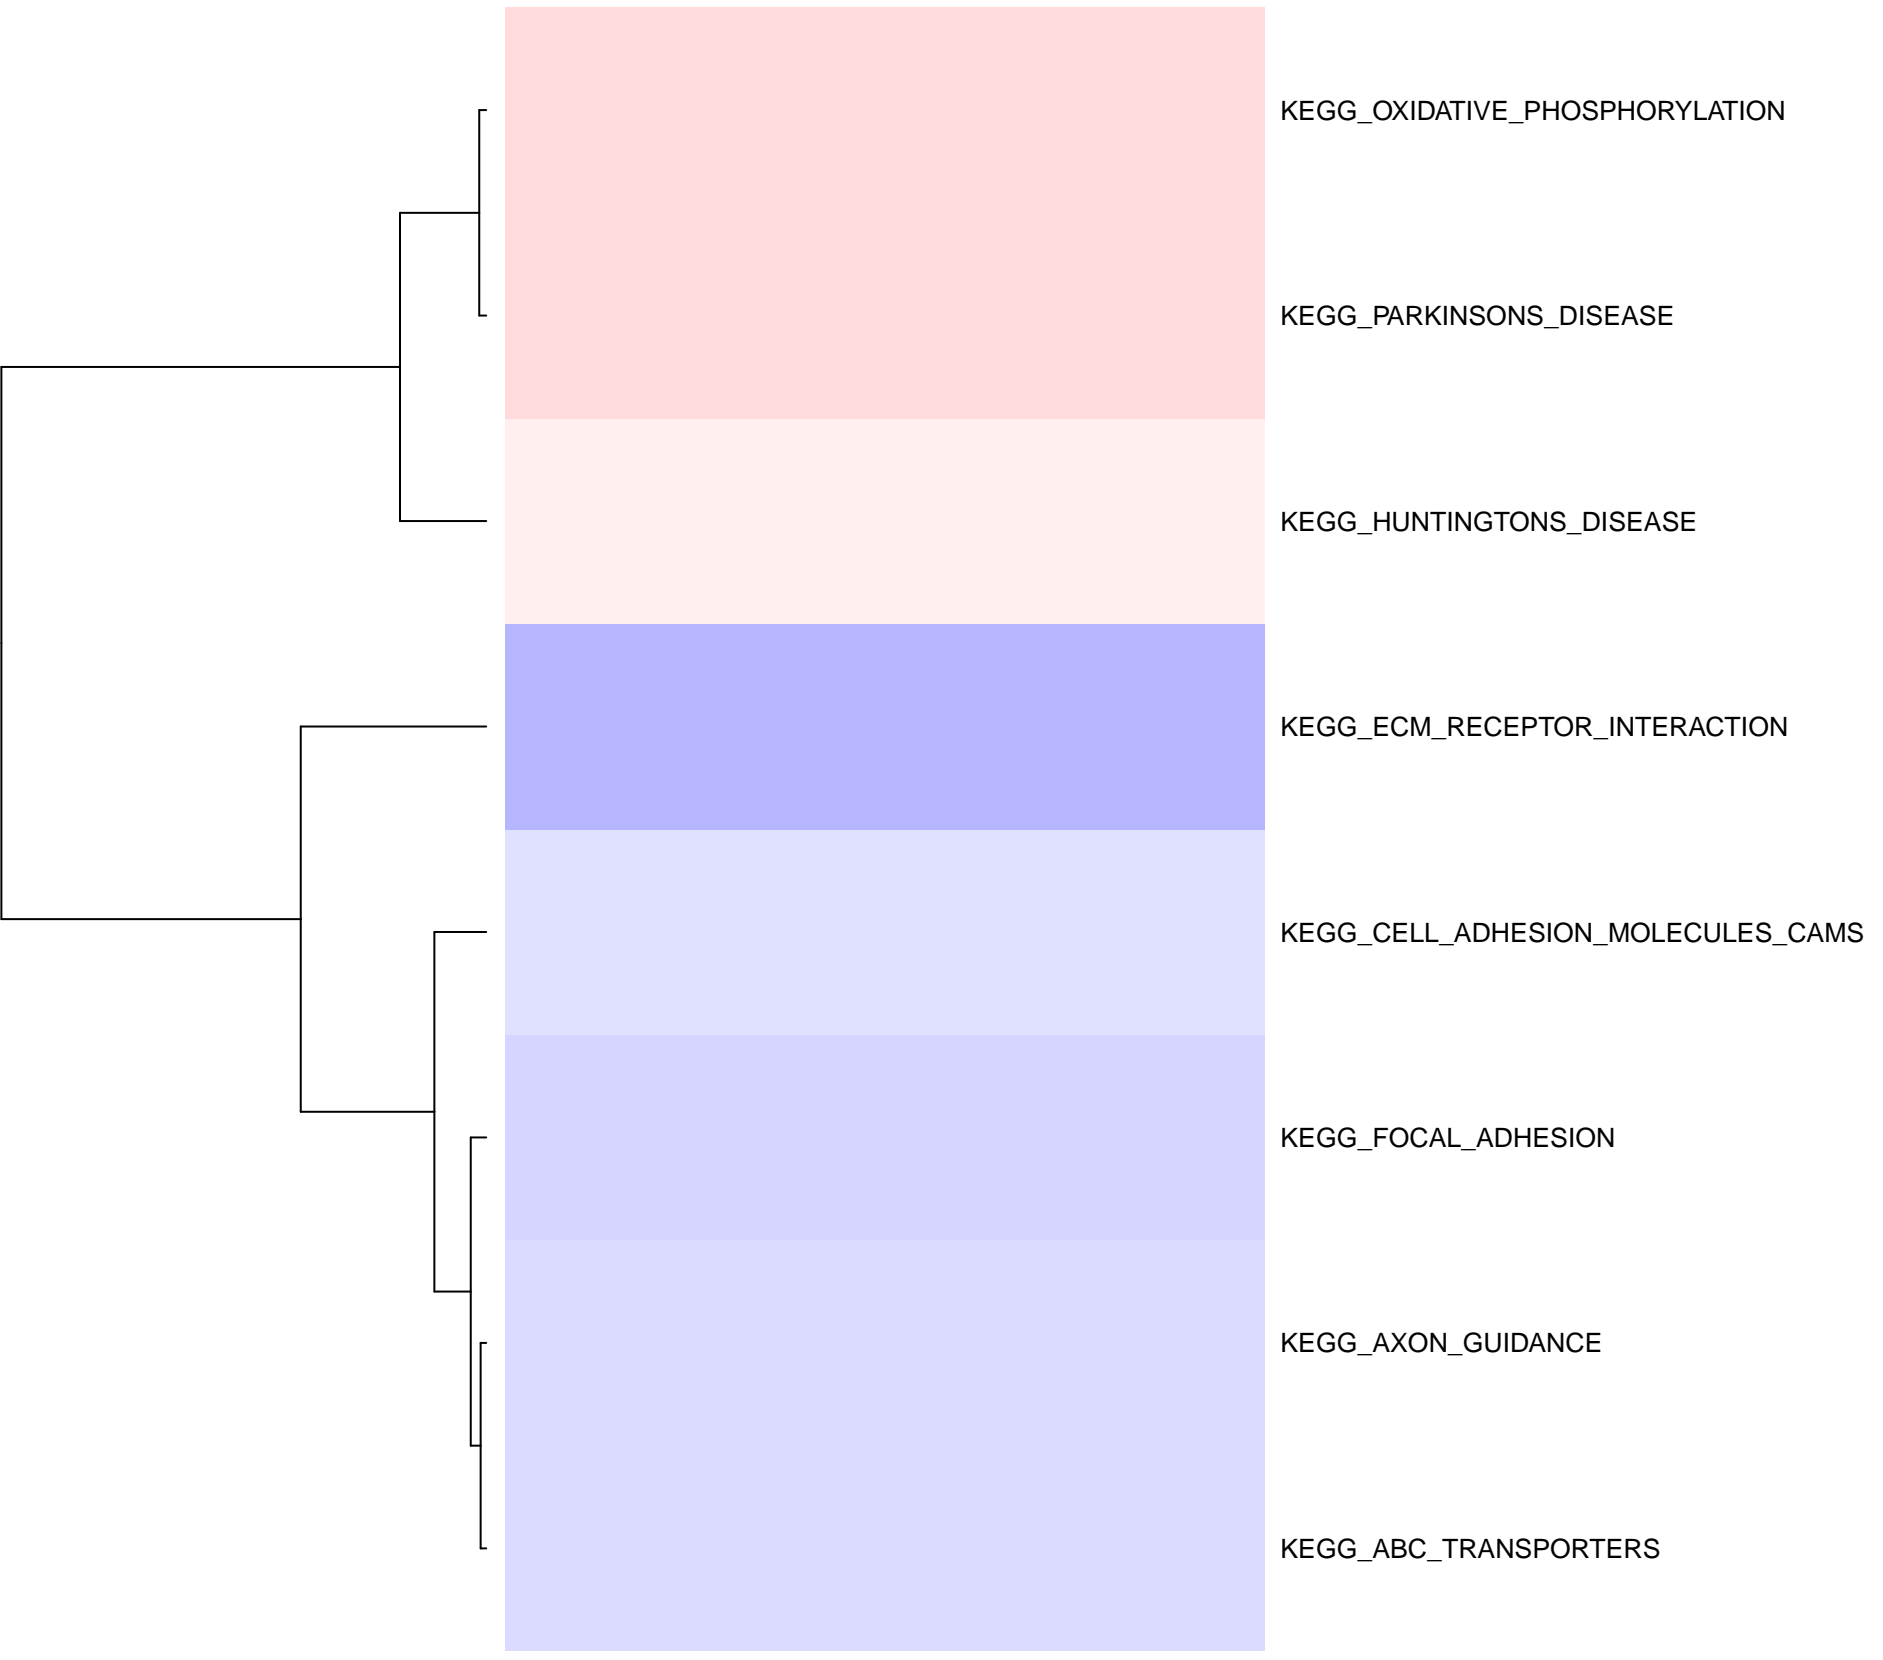 KEGG_OXIDATIVE_PHOSPHORYLATION
KEGG_PARKINSONS_DISEASE
KEGG_HUNTINGTONS_DISEASE
KEGG_ECM_RECEPTOR_INTERACTION
KEGG_CELL_ADHESION_MOLECULES_CAMS
KEGG_FOCAL_ADHESION
KEGG_AXON_GUIDANCE
KEGG_ABC_TRANSPORTERS